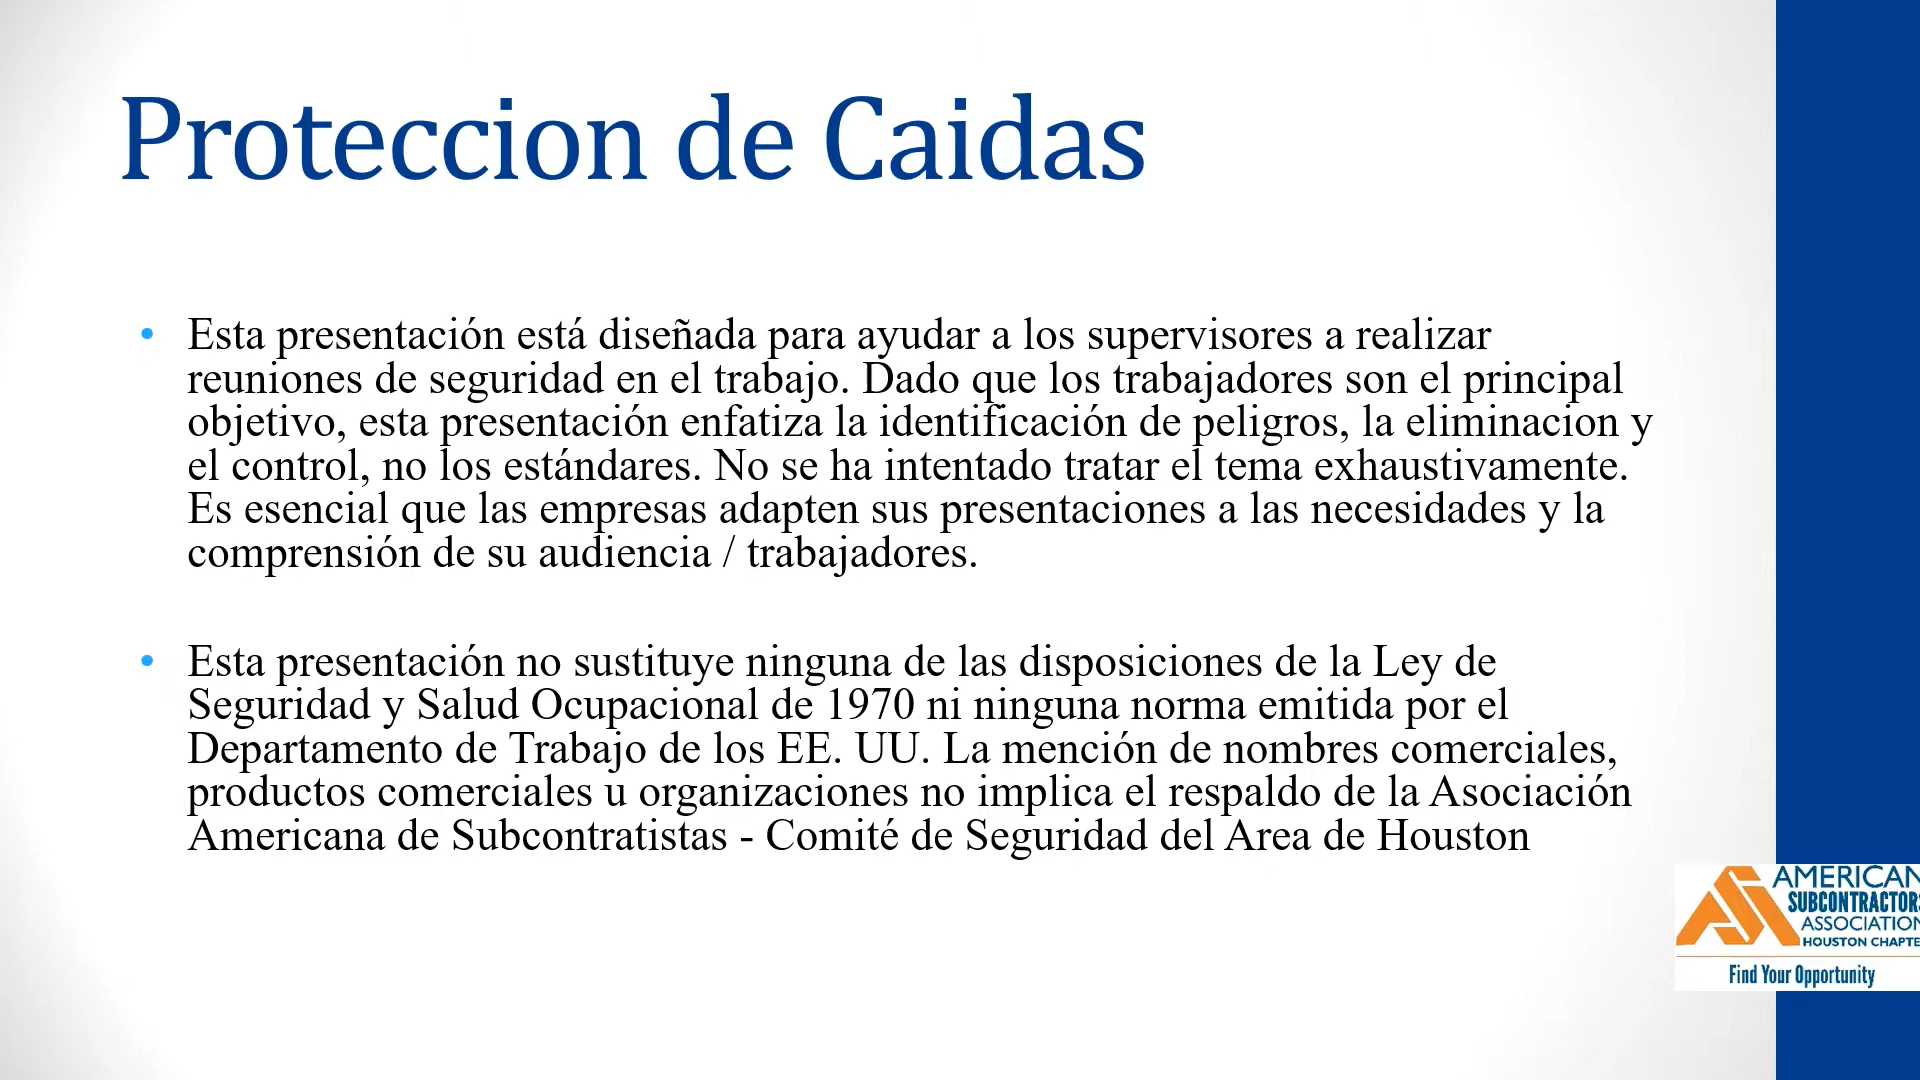 Proteccion de Caidas
• Esta presentación está diseñada para ayudar a los supervisores a realizar
reuniones de seguridad en el trabajo. Dado que los trabajadores son el principal
objetivo, esta presentación enfatiza la identificación de peligros, la eliminacion y
el control, no los estándares. No se ha intentado tratar el tema exhaustivamente.
Es esencial que las empresas adapten sus presentaciones a las necesidades y la
comprensión de su audiencia / trabajadores.
• Esta presentación no sustituye ninguna de las disposiciones de la Ley de
Seguridad y Salud Ocupacional de 1970 ni ninguna norma emitida por el
Departamento de Trabajo de los EE. UU. La mención de nombres comerciales,
productos comerciales u organizaciones no implica el respaldo de la Asociación
Americana de Subcontratistas - Comité de Seguridad del Area de Houston
AMERICAN
SUBCONTRACTORS
ASSOCIATION
HOUSTON CHAPTE
Find Your Opportunity